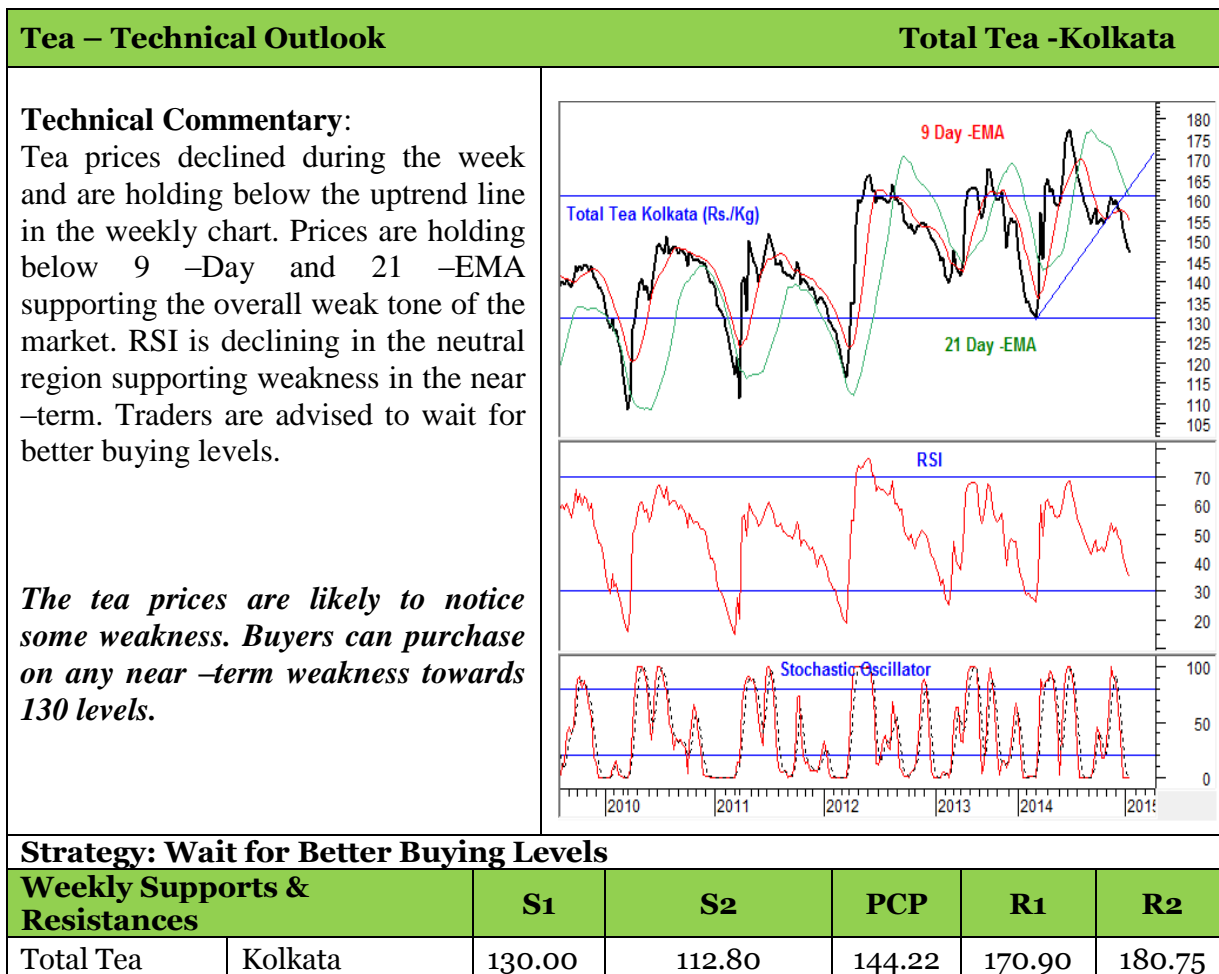 Tea – Technical Outlook Total Tea -Kolkata
Technical Commentary:
Tea prices declined during the week
and are holding below the uptrend line
in the weekly chart. Prices are holding
below 9 –Day and 21 –EMA
supporting the overall weak tone of the
market. RSI is declining in the neutral
region supporting weakness in the near
–term. Traders are advised to wait for
better buying levels.
The tea prices are likely to notice
some weakness. Buyers can purchase
on any near –term weakness towards
130 levels.
9 Day -EMA
Total Tea Kolkata (Rs./Kg)
21 Day -EMA
180
175
170
165
160
155
150
145
140
135
130
125
120
115
110
105
RSI
70
60
50
40
30
20
Stochastic Oscillator
100
50
0
2010 2011 2012 2013 2014 2015
Strategy: Wait for Better Buying Levels
Weekly Supports &
Resistances
S1 S2 PCP R1 R2
Total Tea Kolkata 130.00 112.80 144.22 170.90 180.75